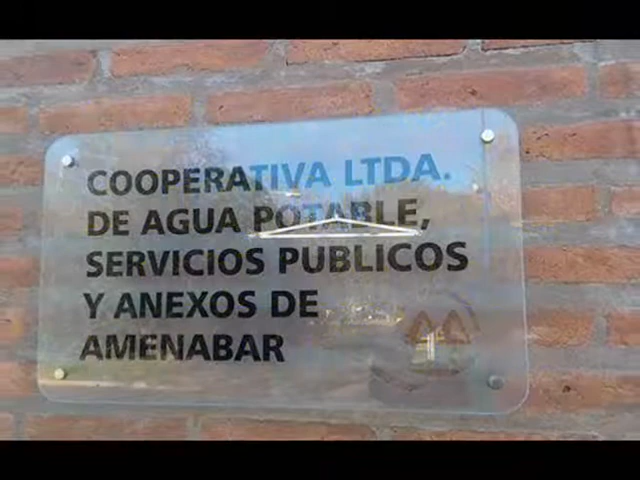 COOPERATIVA LTDA.
DE AGUA POTABLE,
SERVICIOS PUBLICOS
Y ANEXOS DE
AMENABAR